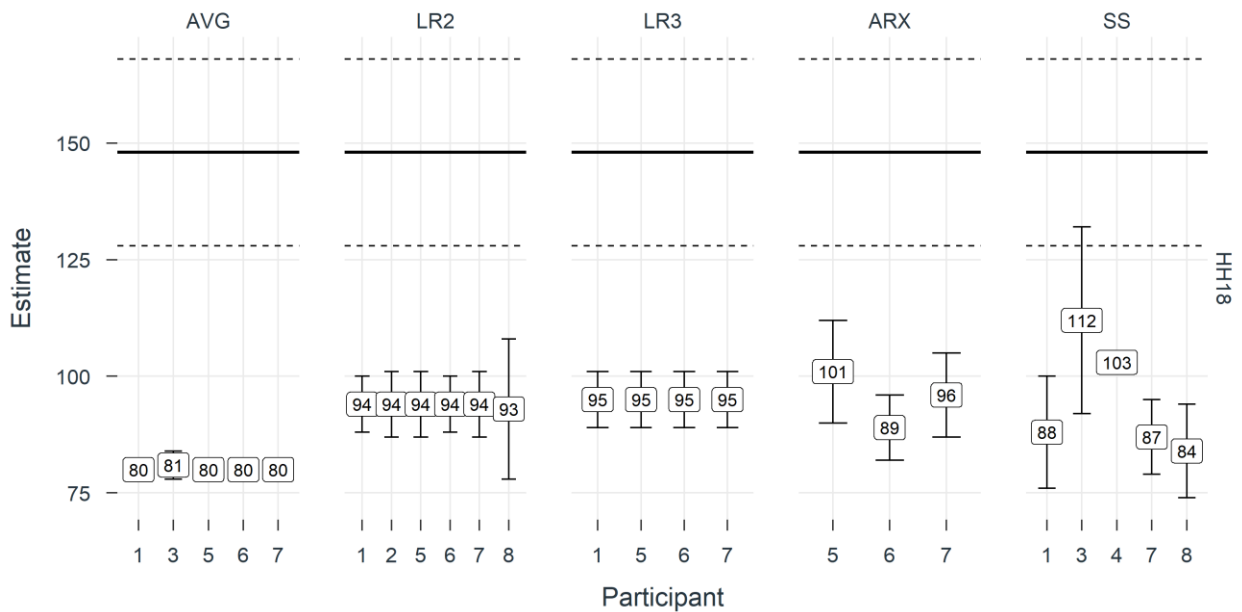 AVG LR2 LR3 ARX SS
150
125
100
75
Estimate
80 81 80 80 80
94 94 94 94 94 93
95 95 95 95
101 89 96
88 112 103 87 84
HH18
1 3 5 6 7 1 2 5 6 7 8 1 5 6 7 5 6 7 1 3 4 7 8
Participant